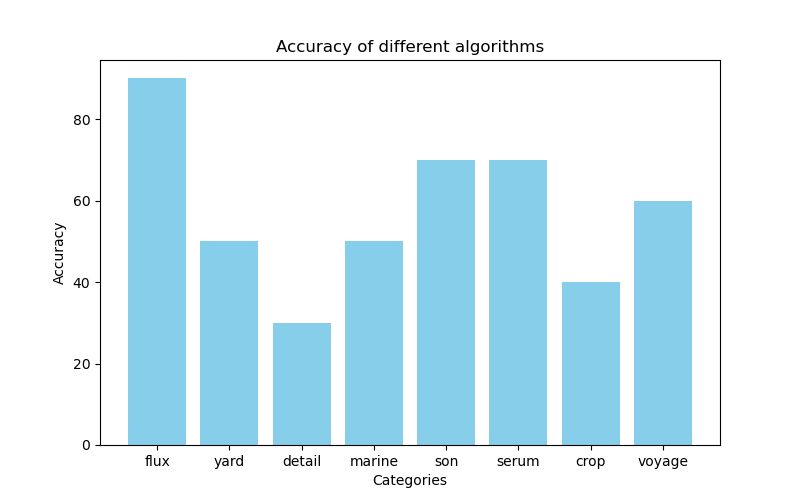 Accuracy of different algorithms
Accuracy
80
60
40
20
0
flux yard detail marine son serum crop voyage
Categories